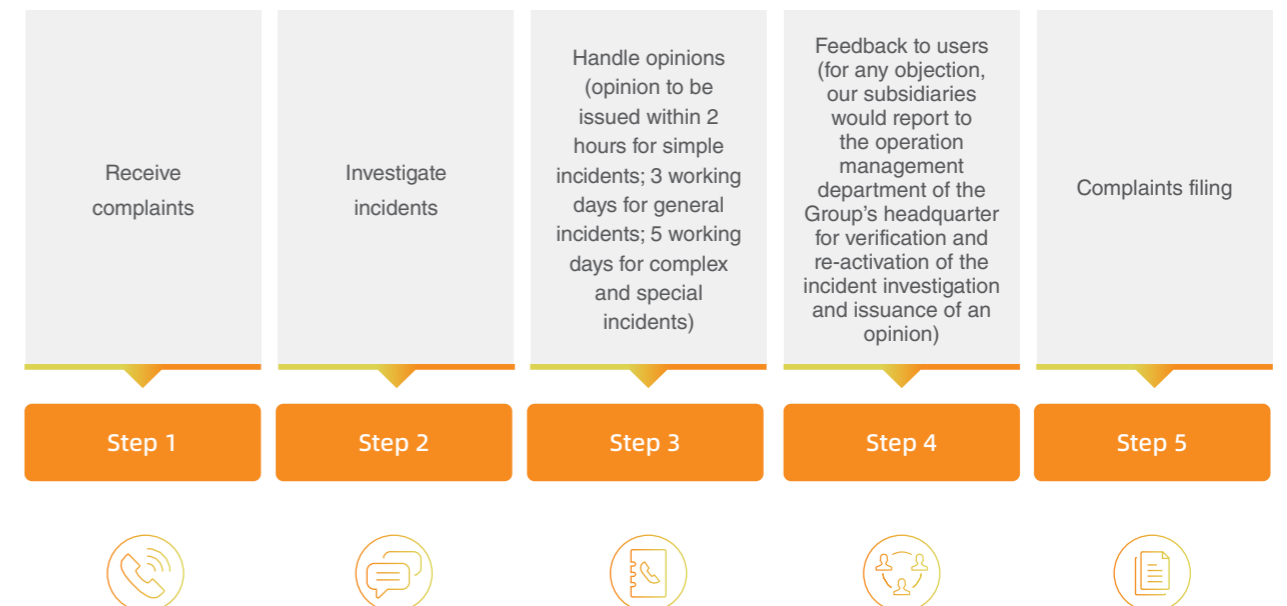 Receive
complaints
Investigate
incidents
Handle opinions
(opinion to be
issued within 2
hours for simple
incidents; 3 working
days for general
incidents; 5 working
days for complex
and special
incidents)
Feedback to users
(for any objection,
our subsidiaries
would report to
the operation
management
department of the
Group's headquarter
for verification and
re-activation of the
incident investigation
and issuance of an
opinion)
Complaints filing
Step 1
Step 2
Step 3
Step 4
Step 5